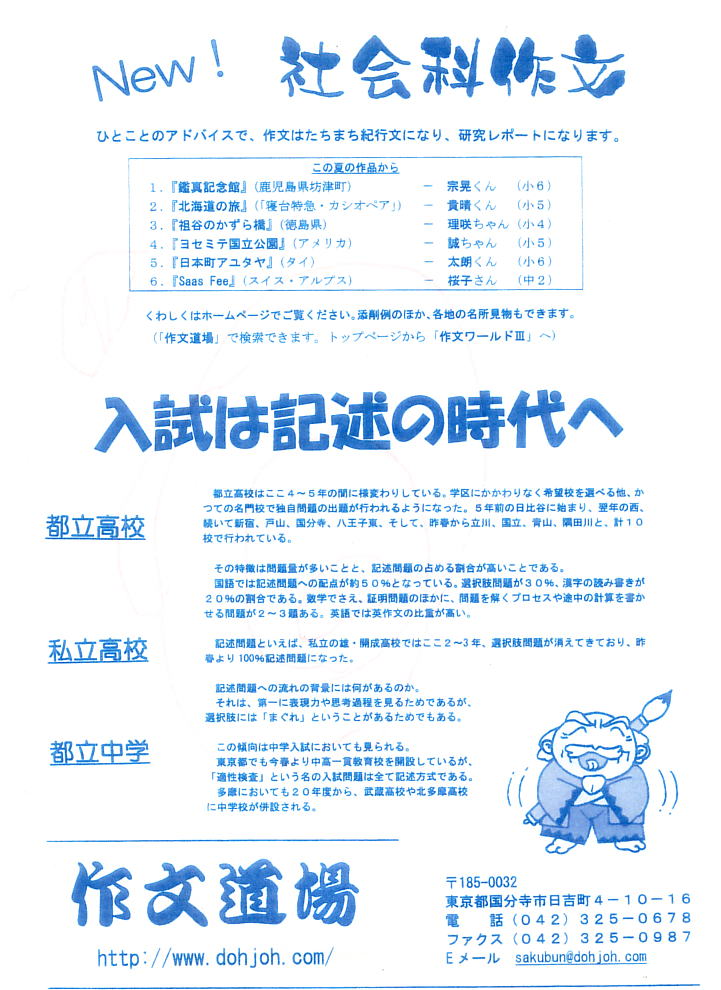 New! 社会科作文
ひとことのアドバイスで、作文はたちまち紀行文になり、研究レポートになります。
この夏の作品から
1.『鑑真記念館』(鹿児島県坊津町) － 宗晃くん (小6)
2.『北海道の旅』(「寝台特急・カシオペア」) － 貴晴くん (小5)
3.『祖谷のかずら橋』(徳島県) － 理咲ちゃん (小4)
4.『ヨセミテ国立公園』(アメリカ) － 誠ちゃん (小5)
5.『日本町アユタヤ』(タイ) － 太朗くん (小6)
6.『Saas Fee』(スイス・アルプス) － 桜子さん (中2)
くわしくはホームページでご覧ください。添削例のほか、各地の名所見物もできます。
(「作文道場」で検索できます。トップページから「作文ワールドⅢ」へ)
入試は記述の時代へ
都立高校
都立高校はここ4～5年の間に様変わりしている。学区にかかわりなく希望校を選べる他、か
つての名門校で独自問題の出題が行われるようになった。5年前の日比谷に始まり、翌年の西、
続いて新宿、戸山、国分寺、八王子東、そして、昨春から立川、国立、青山、隅田川と、計10
校で行われている。
その特徴は問題量が多いことと、記述問題の占める割合が高いことである。
国語では記述問題への配点が約50％となっている。選択肢問題が30％、漢字の読み書きが
20％の割合である。数学でさえ、証明問題のほかに、問題を解くプロセスや途中の計算を書か
せる問題が2～3題ある。英語では英作文の比重が高い。
私立高校
記述問題といえば、私立の雄・開成高校ではここ2～3年、選択肢問題が消えてきており、昨
春より100%記述問題になった。
記述問題への流れの背景には何があるのか。
それは、第一に表現力や思考過程を見るためであるが、
選択肢には「まぐれ」ということがあるためでもある。
都立中学
この傾向は中学入試においても見られる。
東京都でも今春より中高一貫教育校を開設しているが、
「適性検査」という名の入試問題は全て記述方式である。
多摩においても20年度から、武蔵高校や北多摩高校
に中学校が併設される。
作文道場
http://www.dohjoh.com/
〒185-0032
東京都国分寺市日吉町4－10－16
電 話 (042) 325－0678
ファクス (042) 325－0987
Eメール sakubun@dohjoh.com